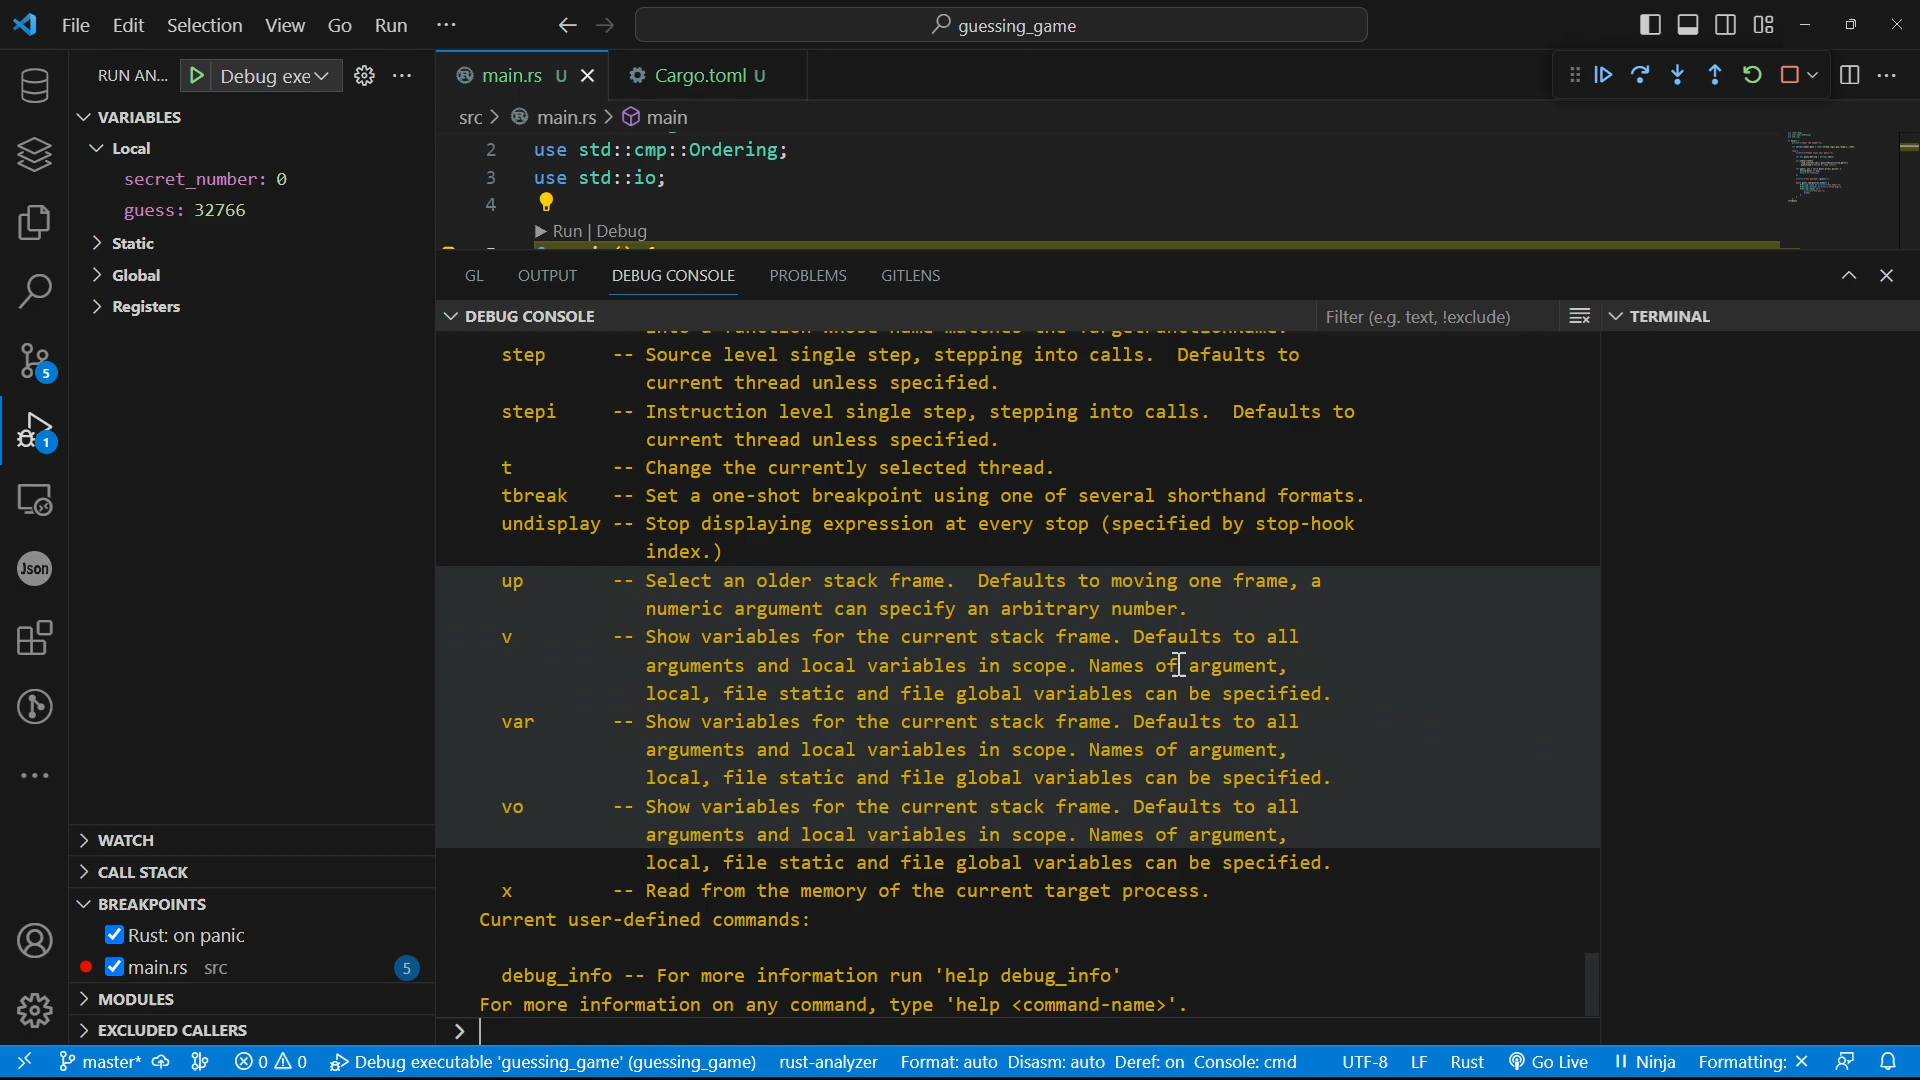 File Edit Selection View Go Run ···
guessing_game
RUN AN... Debug exe
main.rs U
Cargo.toml U
VARIABLES
Local
secret_number: 0
guess: 32766
Static
Global
Registers
src > main.rs > main
2 use std::cmp::Ordering;
3 use std::io;
4
Run | Debug
GL OUTPUT DEBUG CONSOLE PROBLEMS GITLENS
DEBUG CONSOLE
Filter (e.g. text, !exclude)
TERMINAL
step -- Source level single step, stepping into calls. Defaults to
current thread unless specified.
stepi -- Instruction level single step, stepping into calls. Defaults to
current thread unless specified.
t -- Change the currently selected thread.
tbreak -- Set a one-shot breakpoint using one of several shorthand formats.
undisplay -- Stop displaying expression at every stop (specified by stop-hook
index.)
up -- Select an older stack frame. Defaults to moving one frame, a
numeric argument can specify an arbitrary number.
v -- Show variables for the current stack frame. Defaults to all
arguments and local variables in scope. Names of argument,
local, file static and file global variables can be specified.
var -- Show variables for the current stack frame. Defaults to all
arguments and local variables in scope. Names of argument,
local, file static and file global variables can be specified.
vo -- Show variables for the current stack frame. Defaults to all
arguments and local variables in scope. Names of argument,
local, file static and file global variables can be specified.
x -- Read from the memory of the current target process.
Current user-defined commands:
debug_info -- For more information run 'help debug_info'
For more information on any command, type 'help <command-name>'.
>
5
1
Json
WATCH
CALL STACK
BREAKPOINTS
Rust: on panic
main.rs src 5
MODULES
EXCLUDED CALLERS
master* 0 0 Debug executable 'guessing_game' (guessing_game) rust-analyzer Format: auto Disasm: auto Deref: on Console: cmd UTF-8 LF Rust Go Live Ninja Formatting: ×